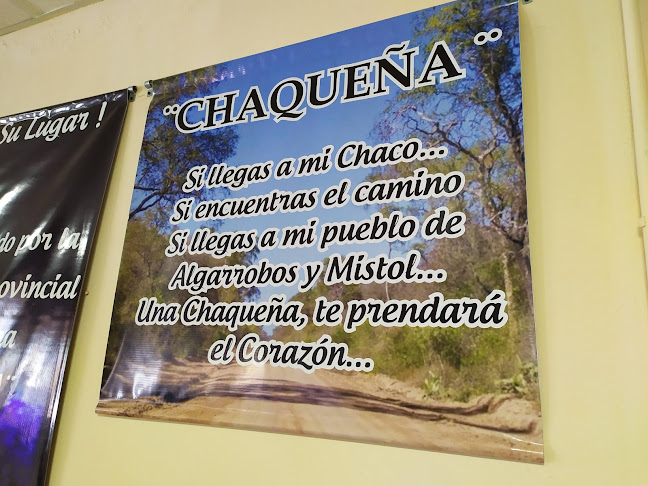 Su Lugar !
do por la
ovincial
a
"
¨CHAQUEÑA¨
Si llegas a mi Chaco...
Si encuentras el camino
Si llegas a mi pueblo de
Algarrobos y Mistol...
Una Chaqueña, te prendará
el Corazón...